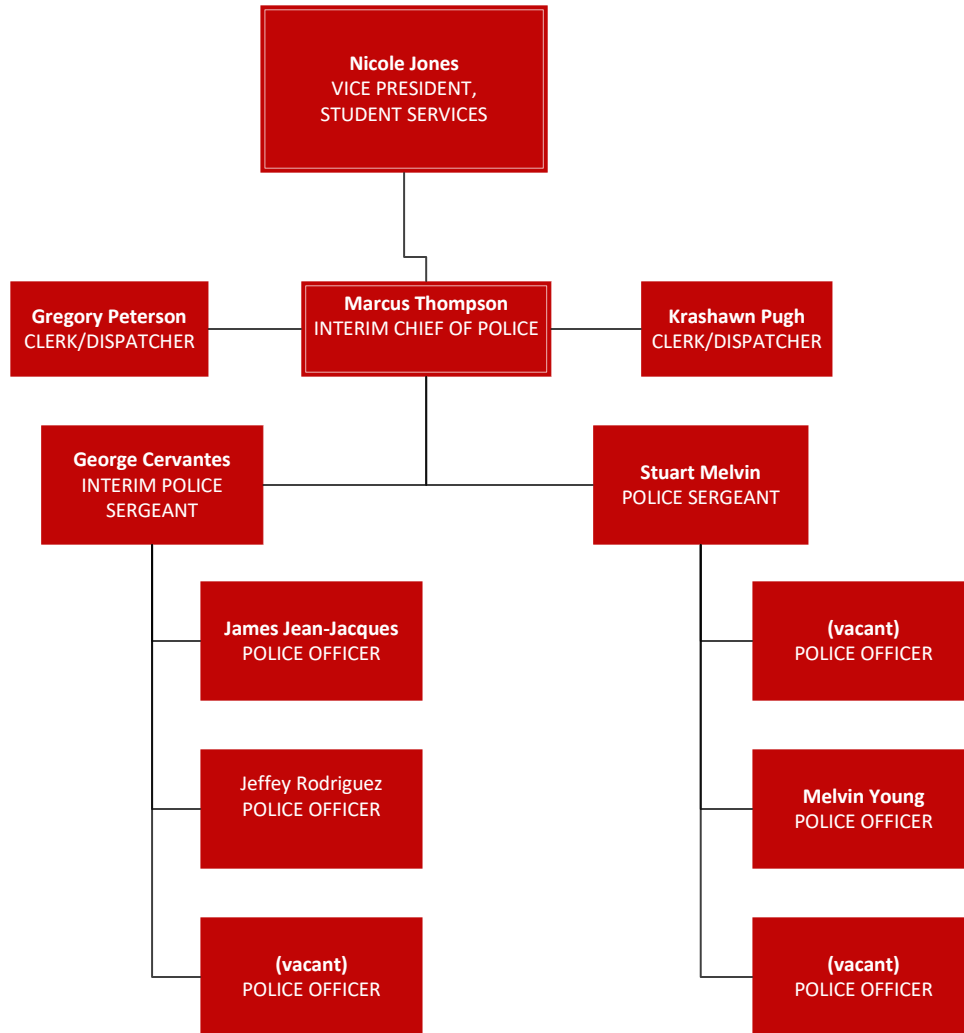 Nicole Jones
VICE PRESIDENT,
STUDENT SERVICES
Gregory Peterson
CLERK/DISPATCHER
Marcus Thompson
INTERIM CHIEF OF POLICE
Krashawn Pugh
CLERK/DISPATCHER
George Cervantes
INTERIM POLICE
SERGEANT
Stuart Melvin
POLICE SERGEANT
James Jean-Jacques
POLICE OFFICER
(vacant)
POLICE OFFICER
Jeffey Rodriguez
POLICE OFFICER
Melvin Young
POLICE OFFICER
(vacant)
POLICE OFFICER
(vacant)
POLICE OFFICER